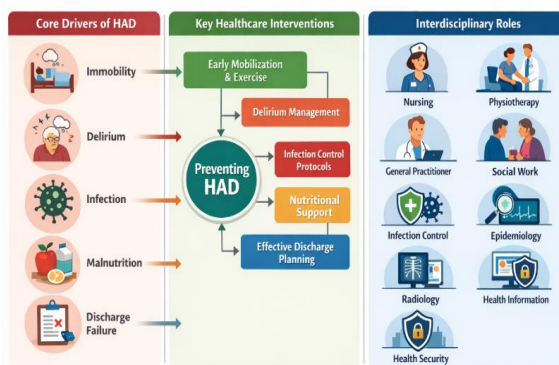 Core Drivers of HAD
Immobility
Delirium
Infection
Malnutrition
Discharge
Failure
Key Healthcare Interventions
Early Mobilization
& Exercise
Delirium Management
Preventing
HAD
Infection Control
Protocols
Nutritional
Support
Effective Discharge
Planning
Interdisciplinary Roles
Nursing
Physiotherapy
General Practitioner
Social Work
Infection Control
Epidemiology
Radiology
Health Information
Health Security